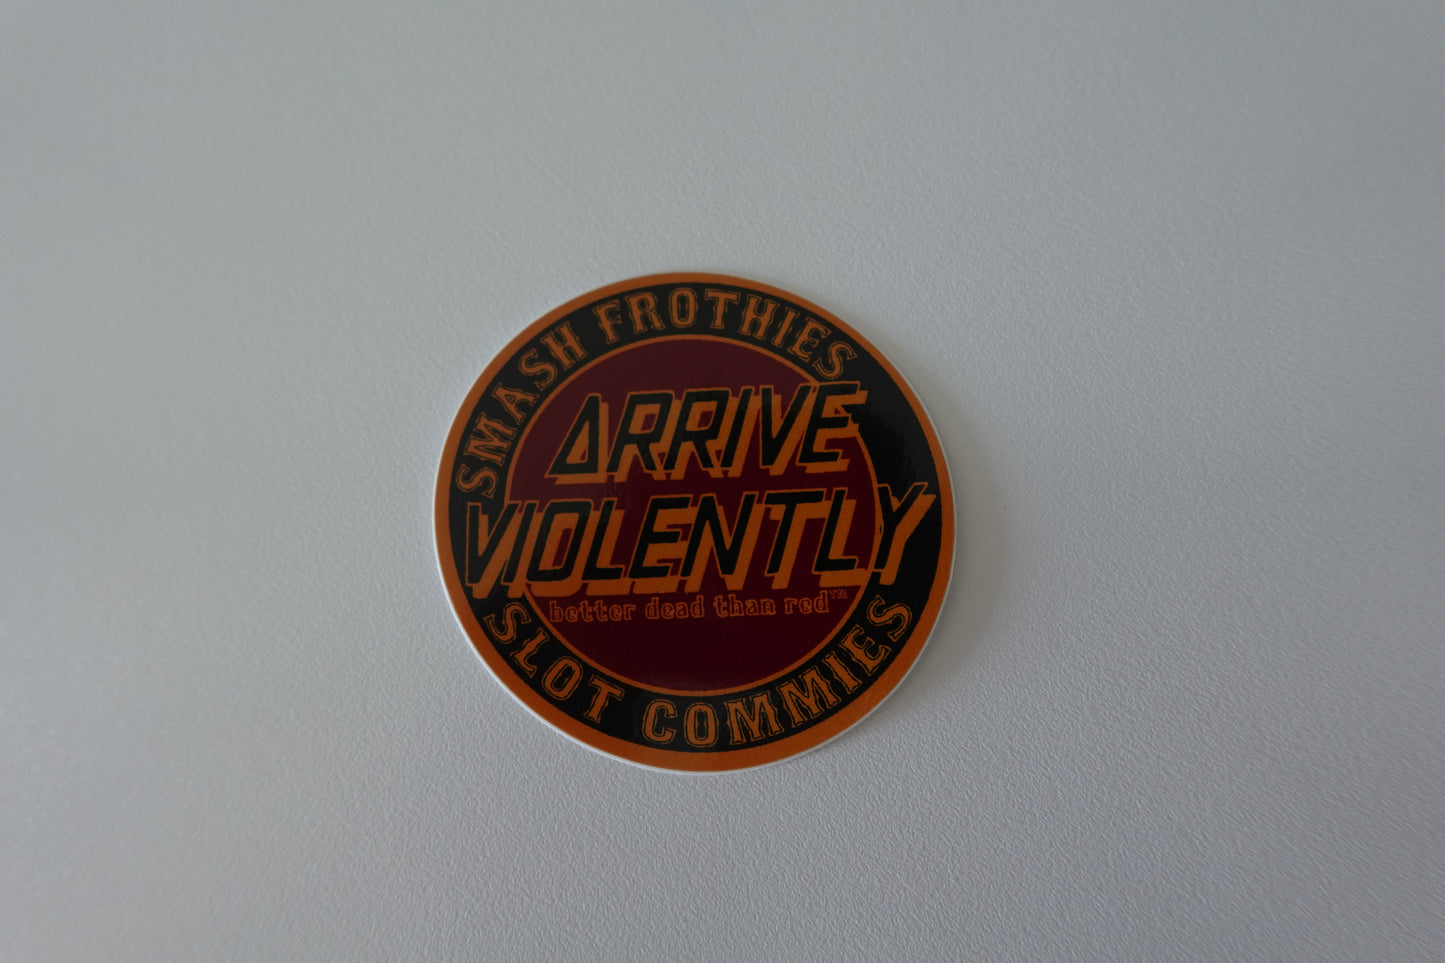 SMASH FROTHIES
ARRIVE
VIOLENTLY
better dead than red™
SLOT COMMIES